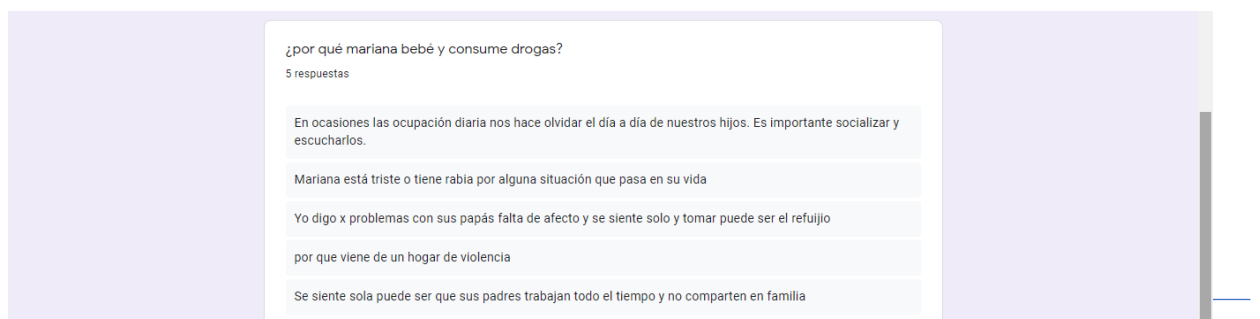 ¿por qué mariana bebé y consume drogas?
5 respuestas
En ocasiones las ocupación diaria nos hace olvidar el día a día de nuestros hijos. Es importante socializar y
escucharlos.
Mariana está triste o tiene rabia por alguna situación que pasa en su vida
Yo digo x problemas con sus papás falta de afecto y se siente solo y tomar puede ser el refuijio
por que viene de un hogar de violencia
Se siente sola puede ser que sus padres trabajan todo el tiempo y no comparten en familia